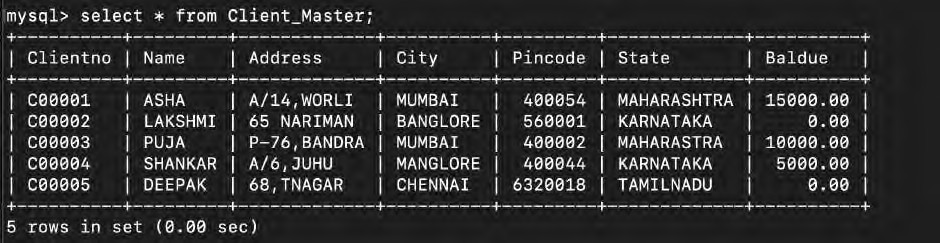 mysql> select * from Client_Master;
+----------+---------+---------------+-----------+---------+-------------+----------+
| Clientno | Name    | Address       | City      | Pincode | State       | Baldue   |
+----------+---------+---------------+-----------+---------+-------------+----------+
| C00001   | ASHA    | A/14,WORLI    | MUMBAI    |  400054 | MAHARASHTRA | 15000.00 |
| C00002   | LAKSHMI | 65 NARIMAN    | BANGLORE  |  560001 | KARNATAKA   |     0.00 |
| C00003   | PUJA    | P-76,BANDRA   | MUMBAI    |  400002 | MAHARASTRA  | 10000.00 |
| C00004   | SHANKAR | A/6,JUHU      | MANGLORE  |  400044 | KARNATAKA   |  5000.00 |
| C00005   | DEEPAK  | 68,TNAGAR     | CHENNAI   | 6320018 | TAMILNADU   |     0.00 |
+----------+---------+---------------+-----------+---------+-------------+----------+
5 rows in set (0.00 sec)